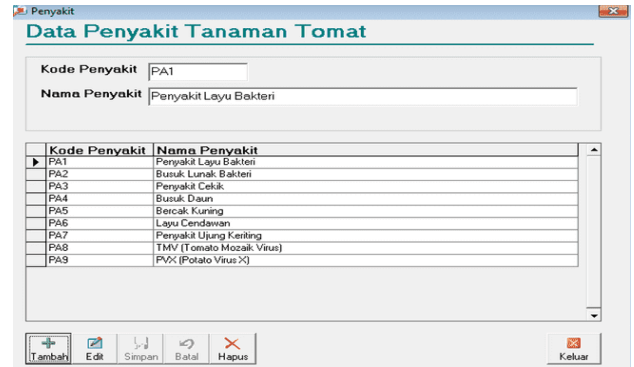 Penyakit
Data Penyakit Tanaman Tomat
Kode Penyakit PA1
Nama Penyakit Penyakit Layu Bakteri
Kode Penyakit Nama Penyakit
PA1 Penyakit Layu Bakteri
PA2 Busuk Lunak Bakteri
PA3 Penyakit Cekik
PA4 Busuk Daun
PA5 Bercak Kuning
PA6 Layu Cendawan
PA7 Penyakit Ujung Keriting
PA8 TMV (Tomato Mozaik Virus)
PA9 PVX (Potato Virus X)
Tambah Edit Simpan Batal Hapus Keluar